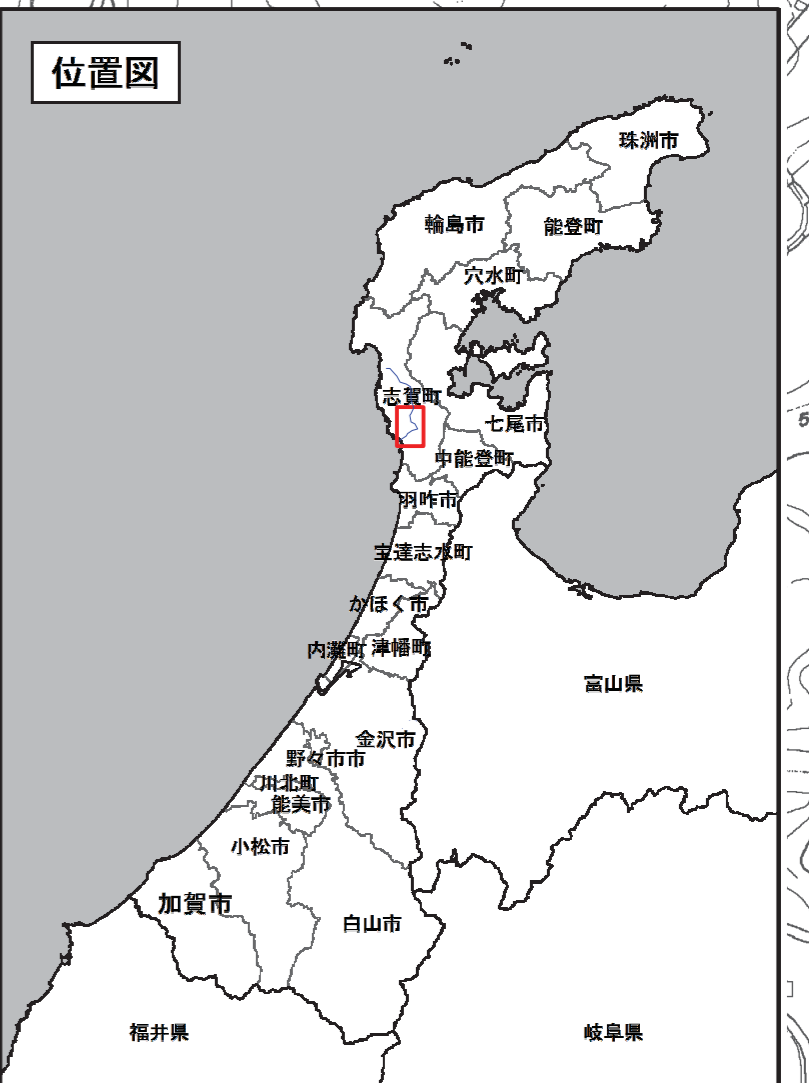 位置図
珠洲市
輪島市
能登町
穴水町
志賀町
七尾市
中能登町
羽咋市
宝達志水町
かほく市
内灘町
津幡町
富山県
金沢市
野々市市
川北町
能美市
小松市
加賀市
白山市
福井県
岐阜県
5